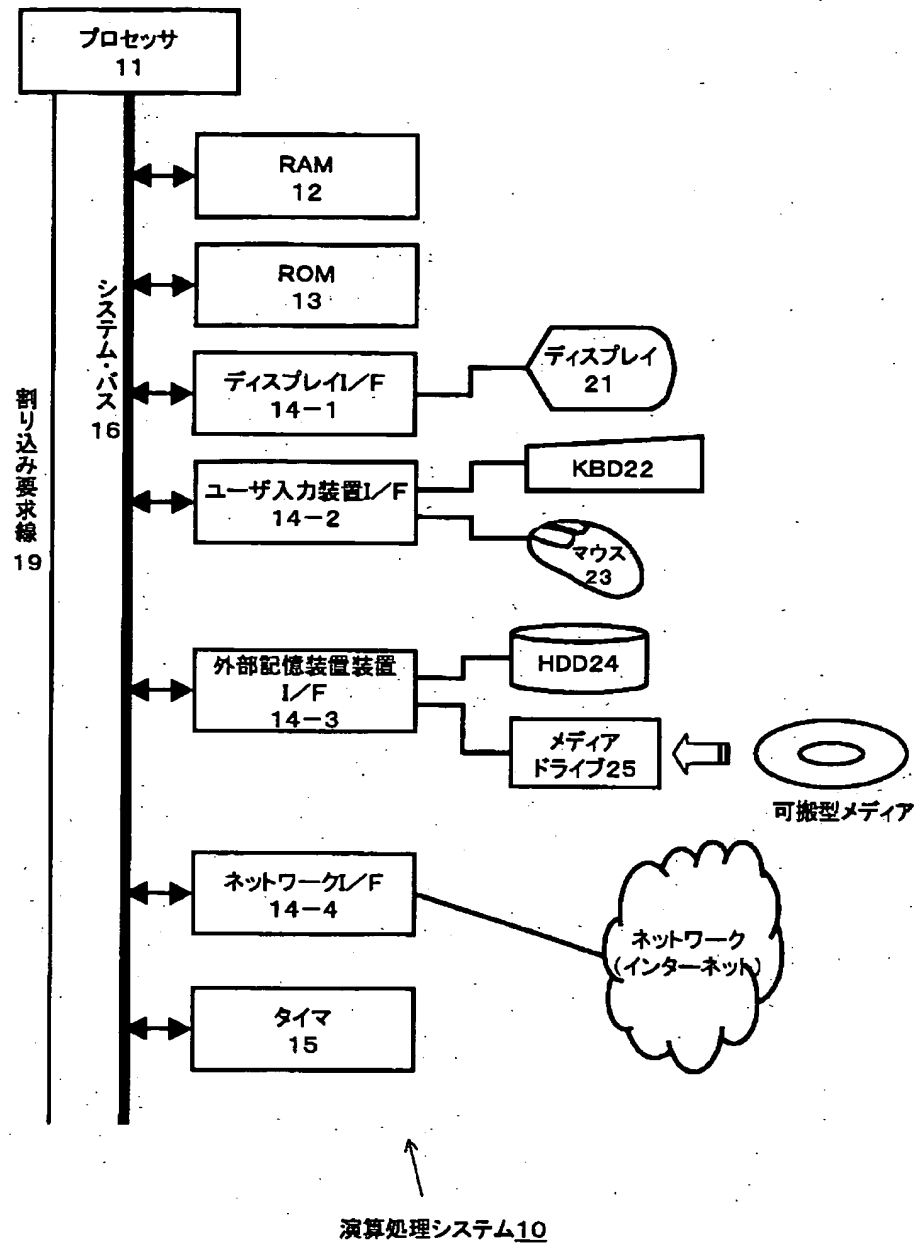 プロセッサ
11
RAM
12
ROM
13
システム・バス
16
割り込み要求線
19
ディスプレイI／F
14－1
ディスプレイ
21
ユーザ入力装置I／F
14－2
KBD22
マウス
23
外部記憶装置装置
I／F
14－3
HDD24
メディア
ドライブ25
可搬型メディア
ネットワークI／F
14－4
ネットワーク
（インターネット）
タイマ
15
演算処理システム10